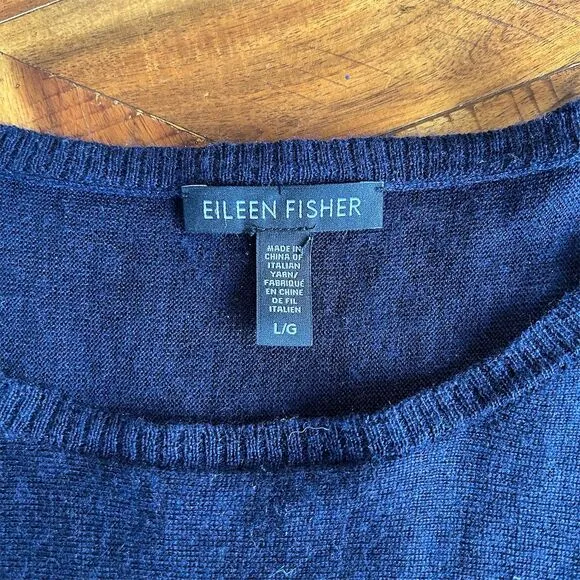 EILEEN FISHER
MADE IN
CHINA OF
ITALIAN
YARN/
FABRIQUÉ
EN CHINE
DE FIL
ITALIEN
L/G